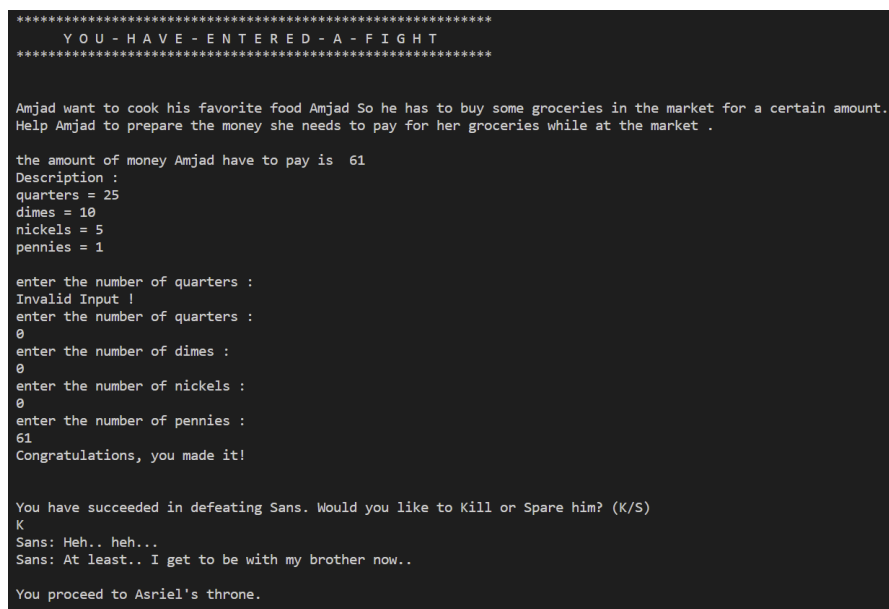 ************************************************************
Y O U - H A V E - E N T E R E D - A - F I G H T
************************************************************
Amjad want to cook his favorite food Amjad So he has to buy some groceries in the market for a certain amount.
Help Amjad to prepare the money she needs to pay for her groceries while at the market .
the amount of money Amjad have to pay is  61
Description :
quarters = 25
dimes = 10
nickels = 5
pennies = 1
enter the number of quarters :
Invalid Input !
enter the number of quarters :
0
enter the number of dimes :
0
enter the number of nickels :
0
enter the number of pennies :
61
Congratulations, you made it!
You have succeeded in defeating Sans. Would you like to Kill or Spare him? (K/S)
K
Sans: Heh.. heh...
Sans: At least.. I get to be with my brother now..
You proceed to Asriel's throne.